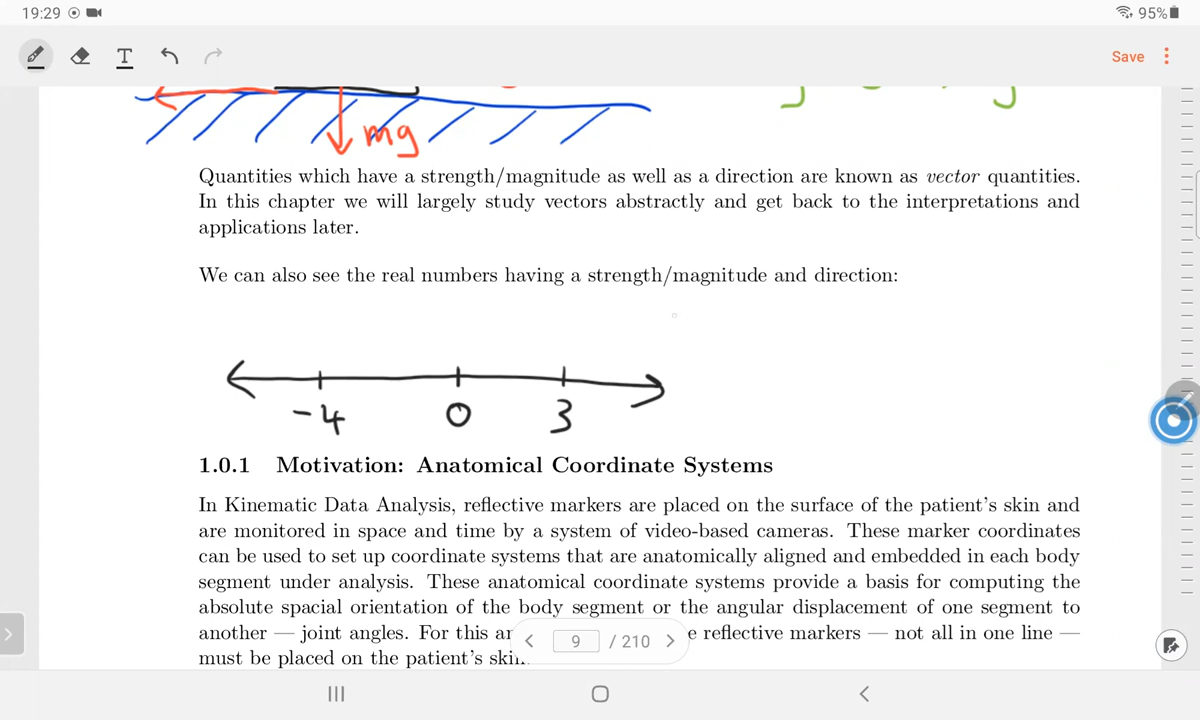 19:29 95%
T Save
mg
Quantities which have a strength/magnitude as well as a direction are known as vector quantities.
In this chapter we will largely study vectors abstractly and get back to the interpretations and
applications later.
We can also see the real numbers having a strength/magnitude and direction:
-4 0 3
1.0.1 Motivation: Anatomical Coordinate Systems
In Kinematic Data Analysis, reflective markers are placed on the surface of the patient's skin and
are monitored in space and time by a system of video-based cameras. These marker coordinates
can be used to set up coordinate systems that are anatomically aligned and embedded in each body
segment under analysis. These anatomical coordinate systems provide a basis for computing the
absolute spacial orientation of the body segment or the angular displacement of one segment to
another — joint angles. For this e reflective markers — not all in one line —
< 9 / 210 >
must be placed on the patient's